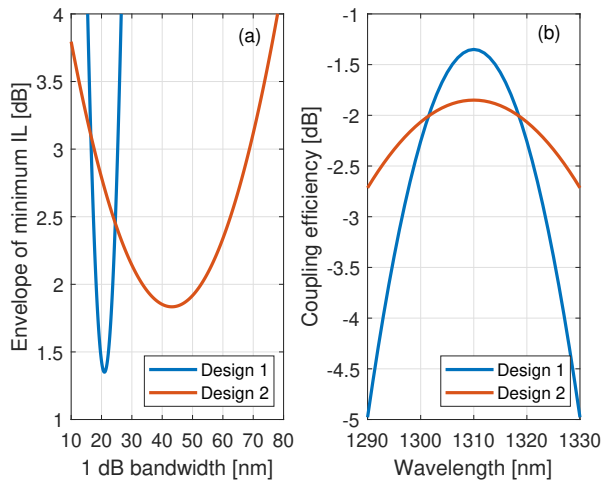 (a)
Envelope of minimum IL [dB]
4
3.5
3
2.5
2
1.5
1
10 20 30 40 50 60 70 80
1 dB bandwidth [nm]
Design 1
Design 2
(b)
Coupling efficiency [dB]
-1
-1.5
-2
-2.5
-3
-3.5
-4
-4.5
-5
1290 1300 1310 1320 1330
Wavelength [nm]
Design 1
Design 2